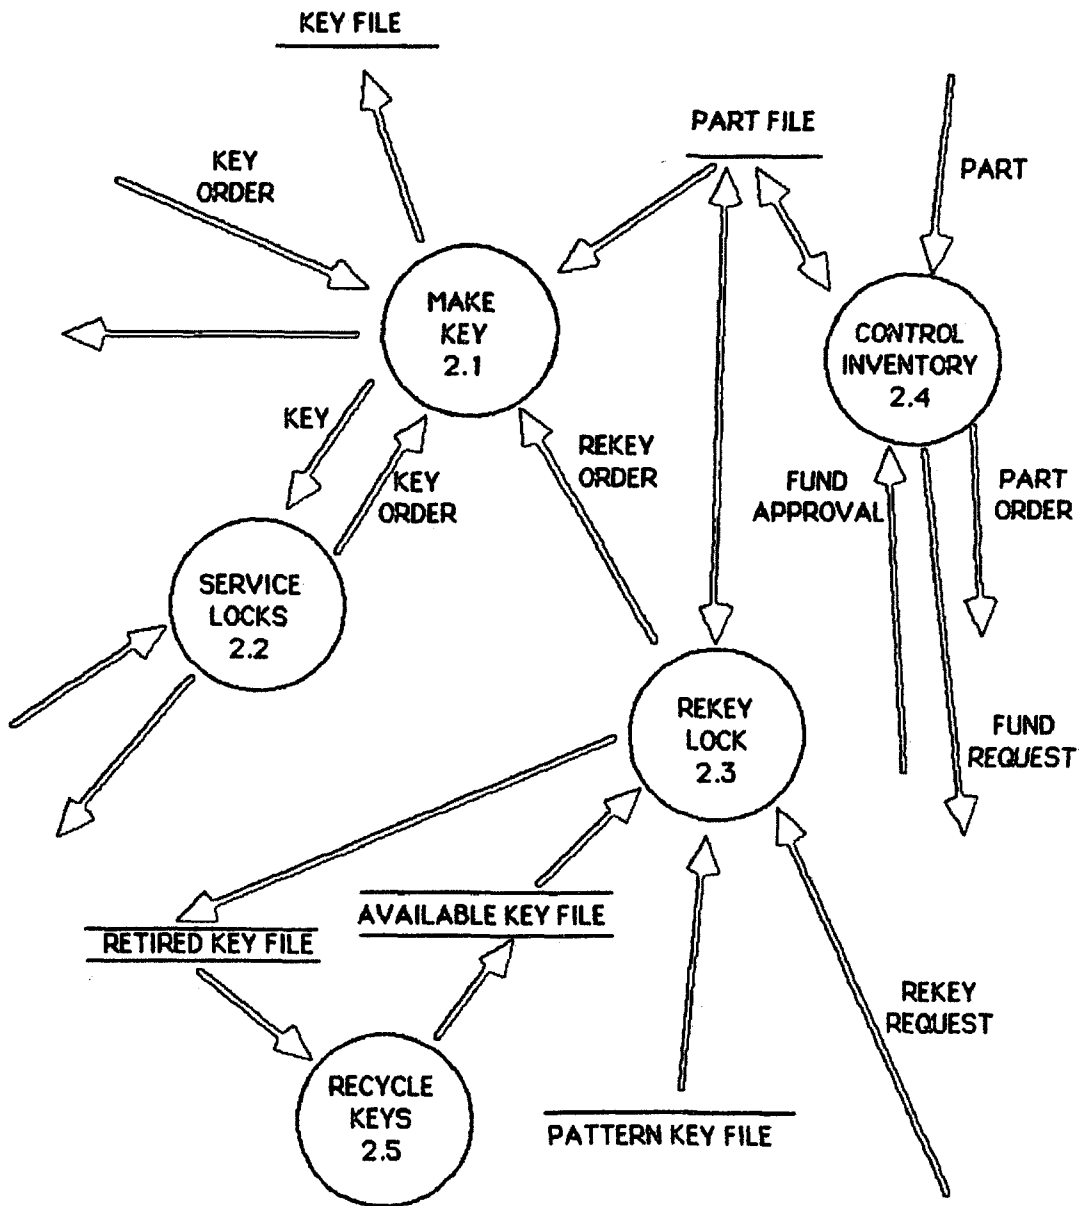 KEY FILE
PART FILE
PART
KEY
ORDER
MAKE
KEY
2.1
CONTROL
INVENTORY
2.4
KEY
KEY
ORDER
REKEY
ORDER
FUND
APPROVAL
PART
ORDER
SERVICE
LOCKS
2.2
REKEY
LOCK
2.3
FUND
REQUEST
AVAILABLE KEY FILE
RETIRED KEY FILE
REKEY
REQUEST
RECYCLE
KEYS
2.5
PATTERN KEY FILE